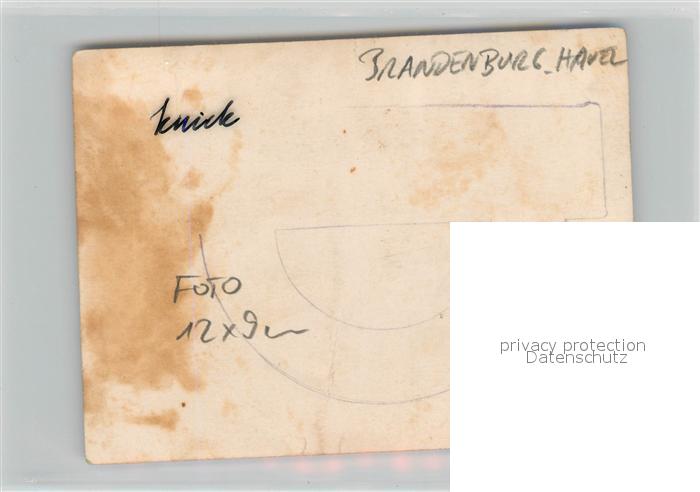 BRANDENBURG-HAVEL
knick
FOTO
12x9cm
privacy protection
Datenschutz